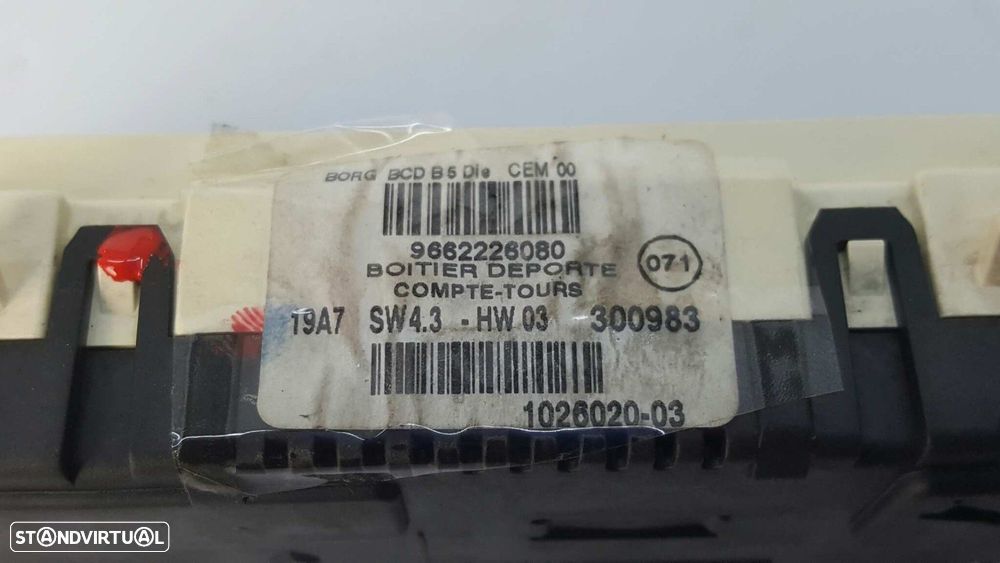 BORG BCD B5 Die CEM 00
9662226080
BOITIER DEPORTE
COMPTE-TOURS
071
19A7 SW4.3 - HW 03 300983
1026020-03
STANDVIRTUAL